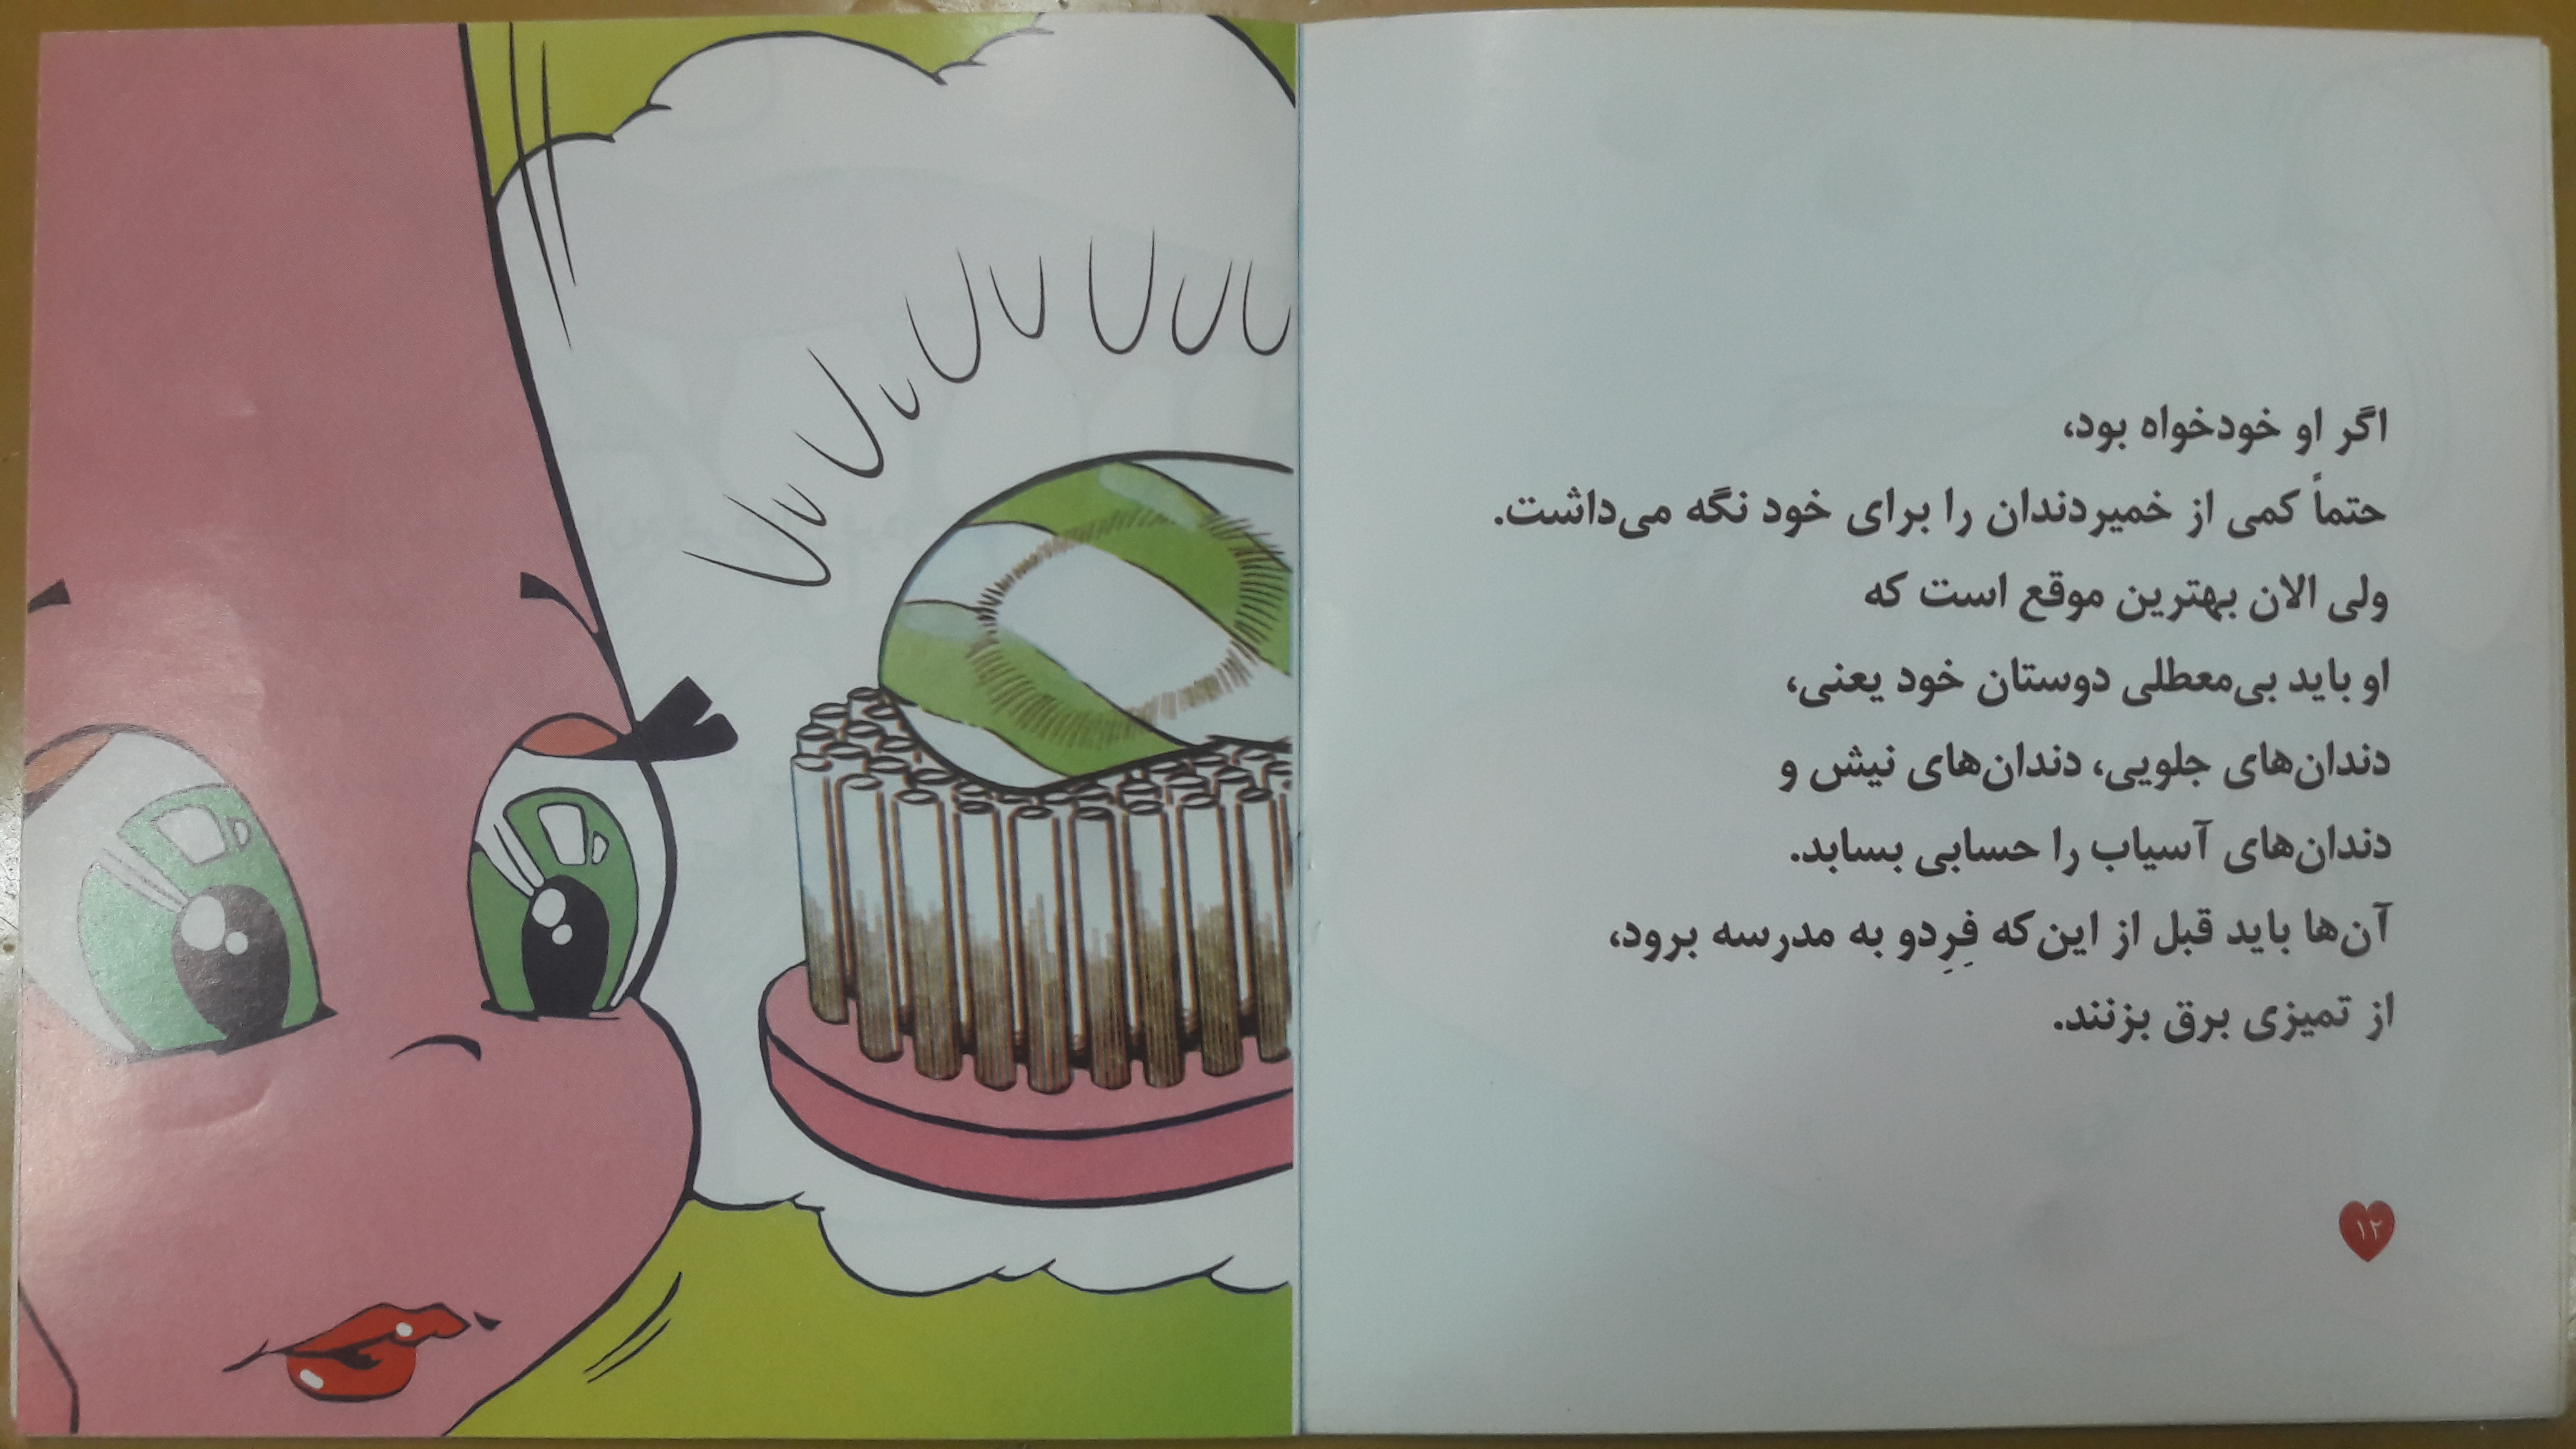 اگر او خودخواه بود،
حتماً کمی از خمیردندان را برای خود نگه می‌داشت.
ولی الان بهترین موقع است که
او باید بی‌معطلی دوستان خود یعنی،
دندان‌های جلویی، دندان‌های نیش و
دندان‌های آسیاب را حسابی بسابد.
آن‌ها باید قبل از این‌که فِرِدو به مدرسه برود،
از تمیزی برق بزنند.
۱۲